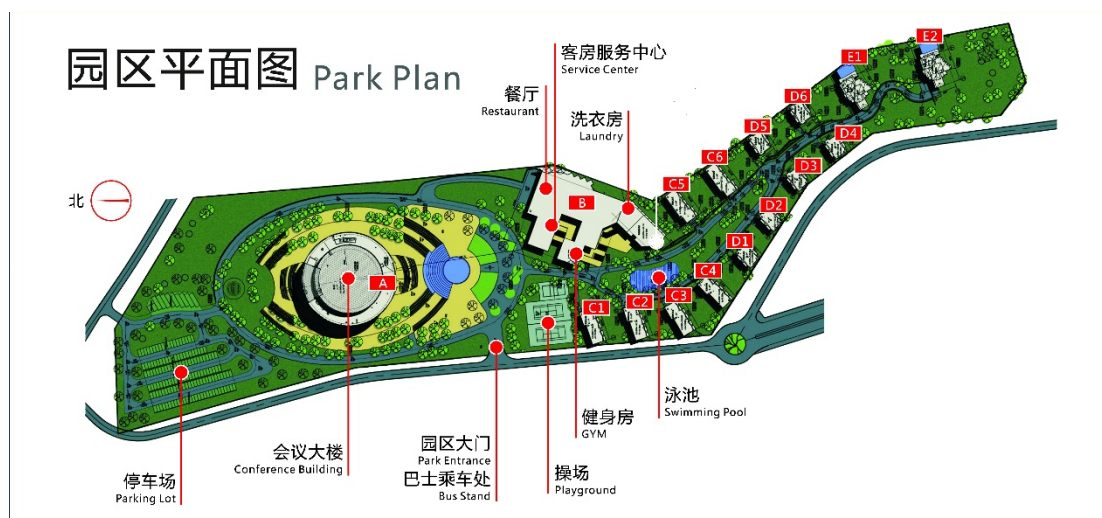 园区平面图 Park Plan
客房服务中心
Service Center
餐厅
Restaurant
洗衣房
Laundry
北
E2
E1
D6
D5
D4
C6
D3
C5
B
D2
D1
A
C4
C1
C2
C3
泳池
Swimming Pool
健身房
GYM
会议大楼
Conference Building
园区大门
Park Entrance
巴士乘车处
Bus Stand
操场
Playground
停车场
Parking Lot